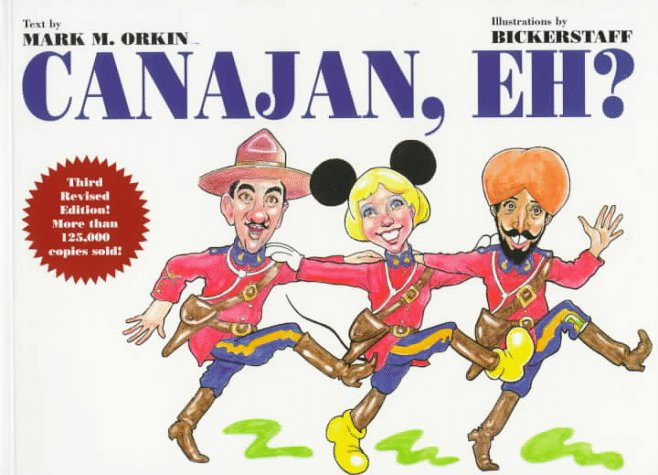 Text by
MARK M. ORKIN
Illustrations by
BICKERSTAFF
CANAJAN, EH?
Third
Revised
Edition!
More than
125,000
copies sold!